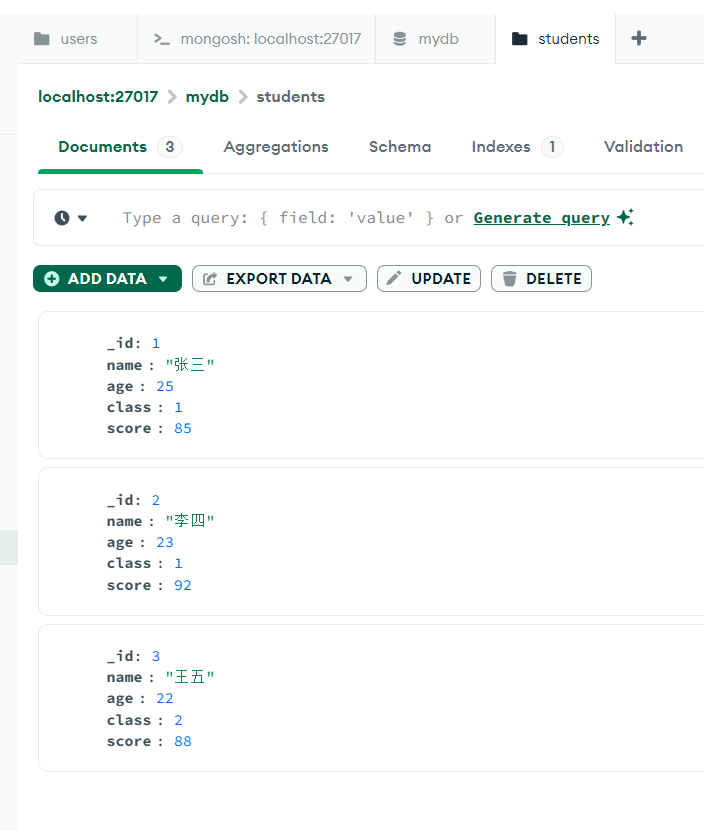 users >_ mongosh: localhost:27017 mydb students +
localhost:27017 > mydb > students
Documents 3 Aggregations Schema Indexes 1 Validation
Type a query: { field: 'value' } or Generate query
ADD DATA EXPORT DATA UPDATE DELETE
_id: 1
name : "张三"
age : 25
class : 1
score : 85
_id: 2
name : "李四"
age : 23
class : 1
score : 92
_id: 3
name : "王五"
age : 22
class : 2
score : 88